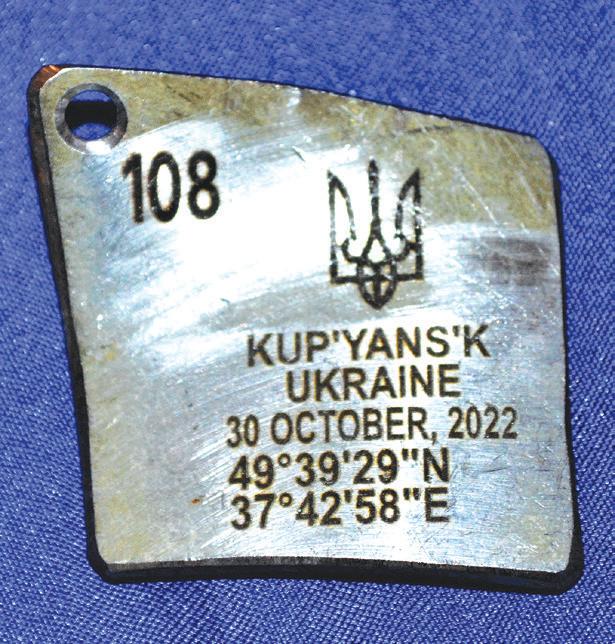 108
KUP'YANS'K
UKRAINE
30 OCTOBER, 2022
49°39'29"N
37°42'58"E